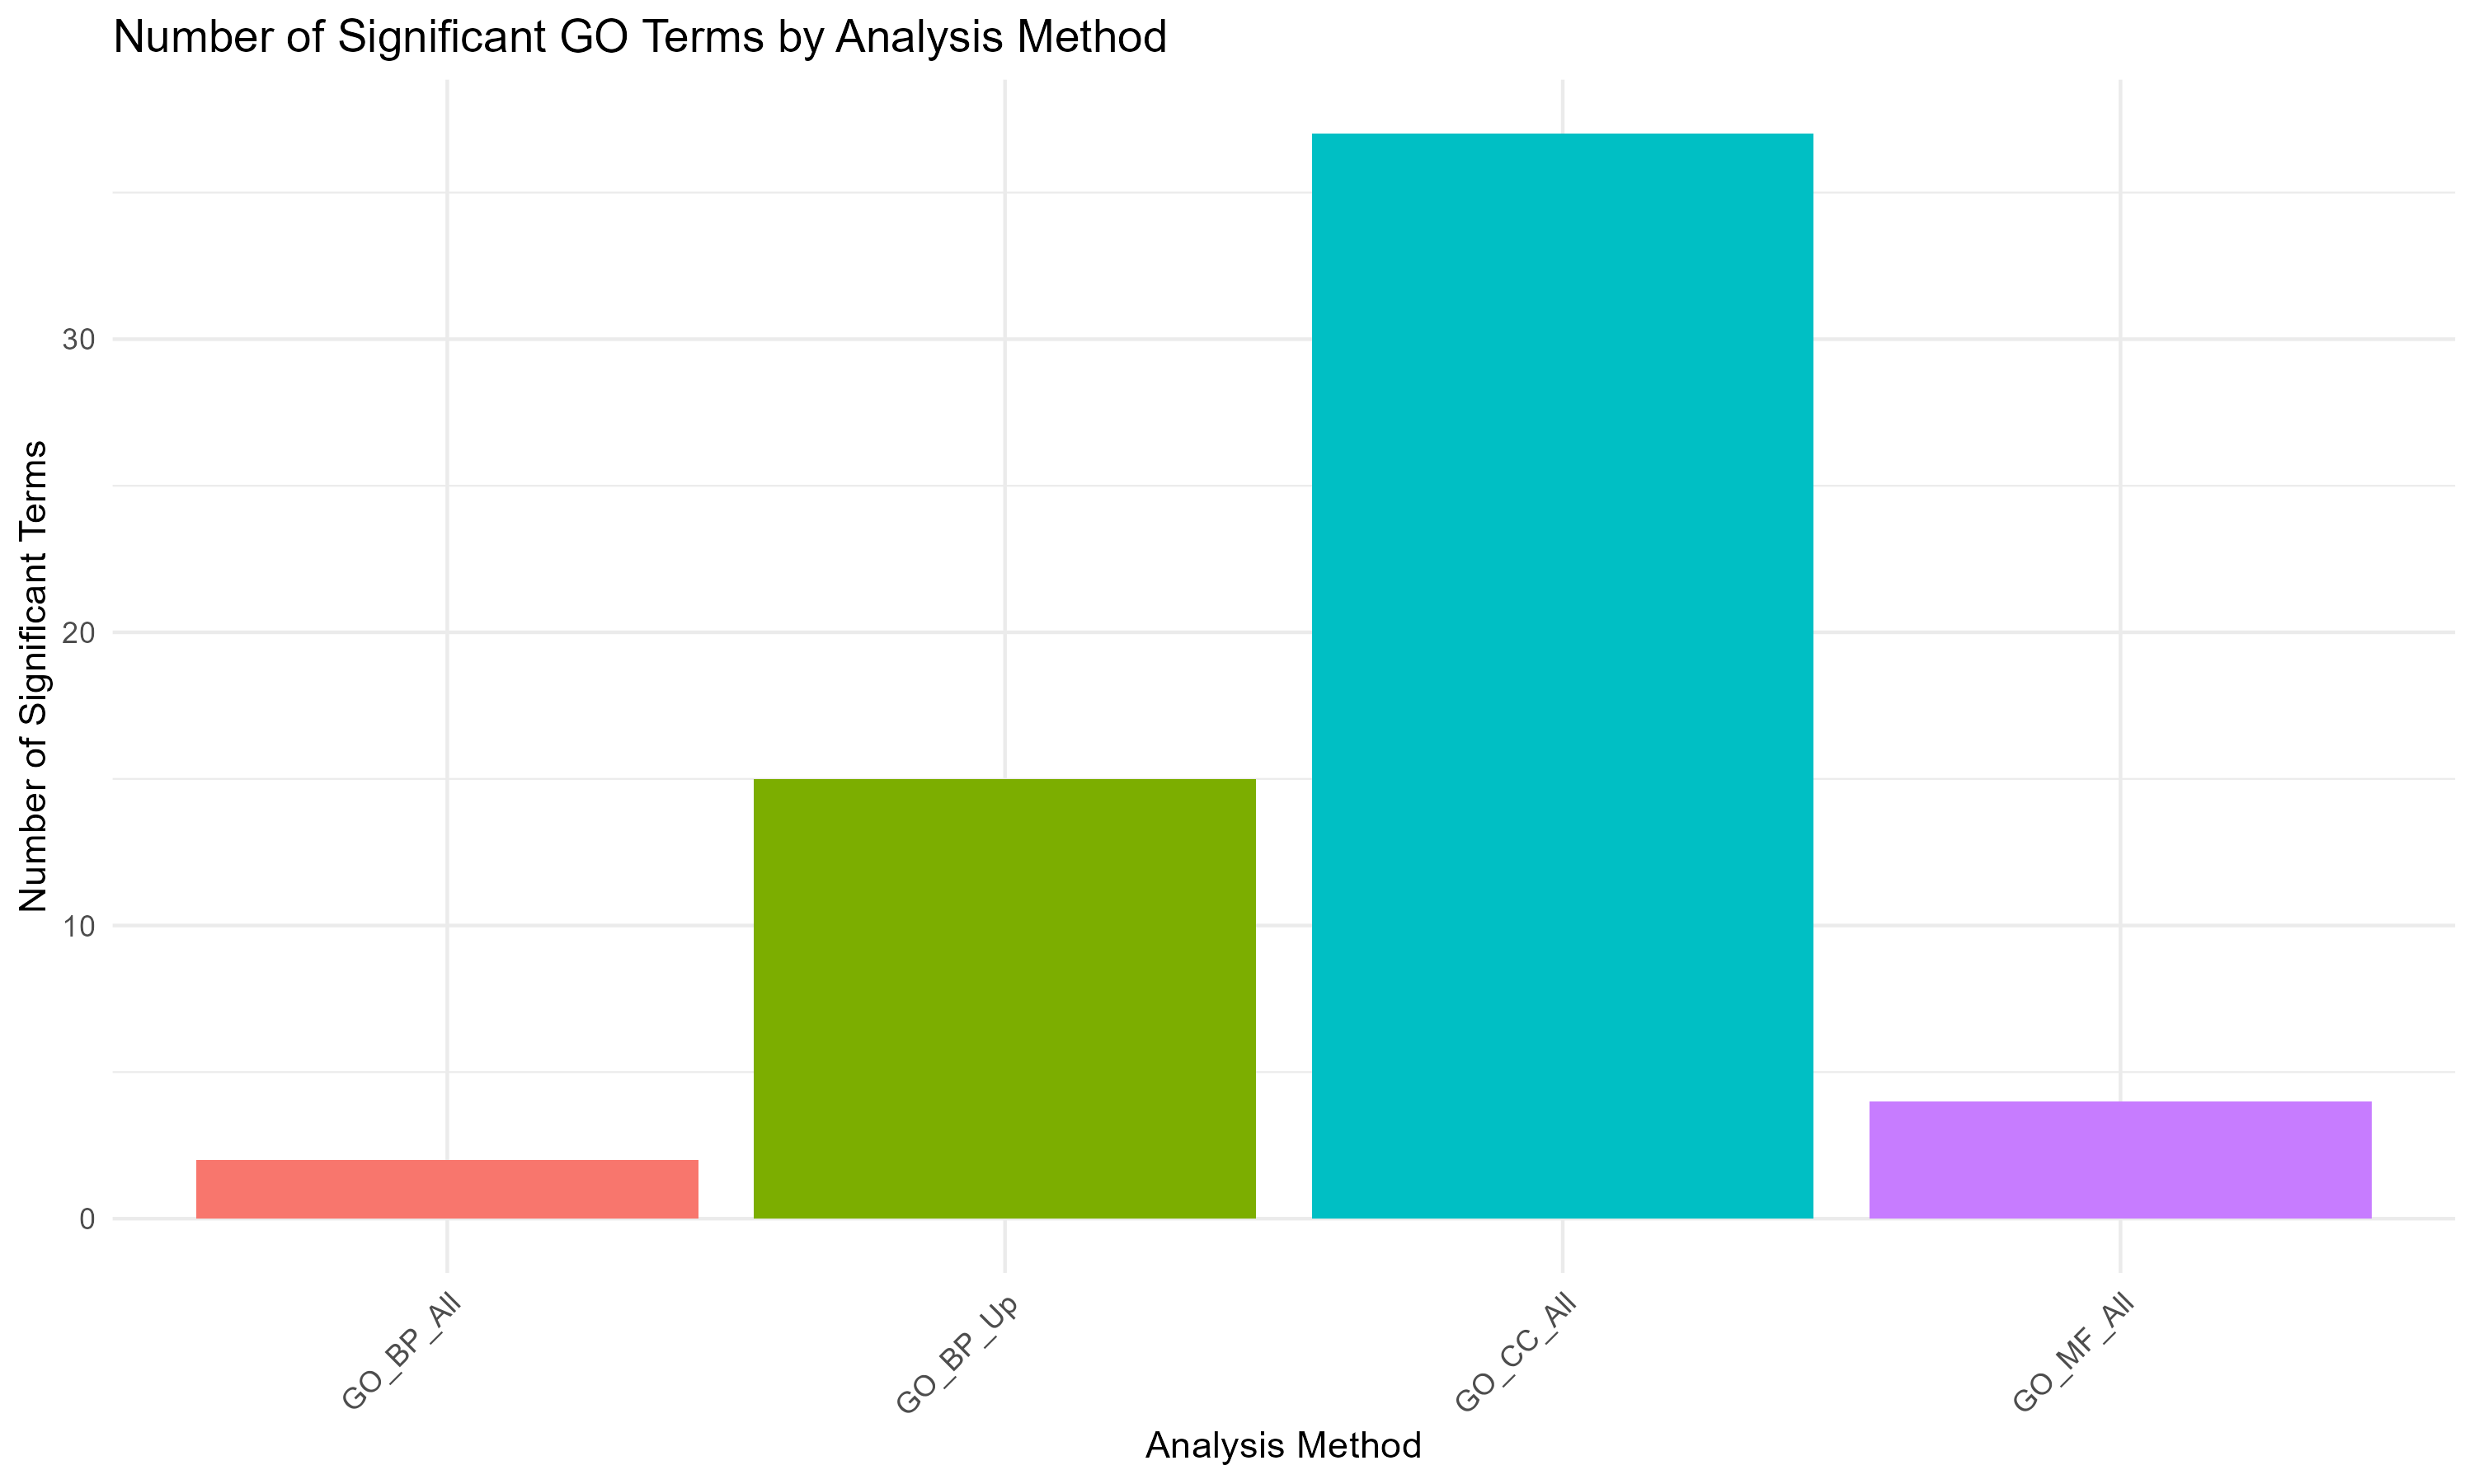 Number of Significant GO Terms by Analysis Method
Number of Significant Terms
30
20
10
0
GO_BP_All
GO_BP_Up
GO_CC_All
GO_MF_All
Analysis Method